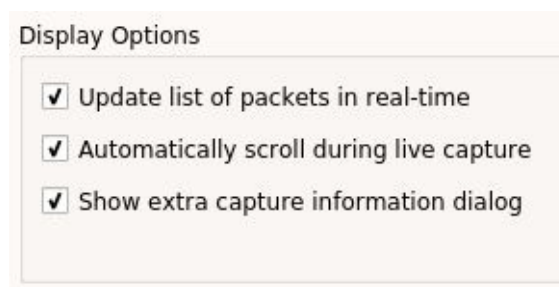 Display Options
Update list of packets in real-time
Automatically scroll during live capture
Show extra capture information dialog